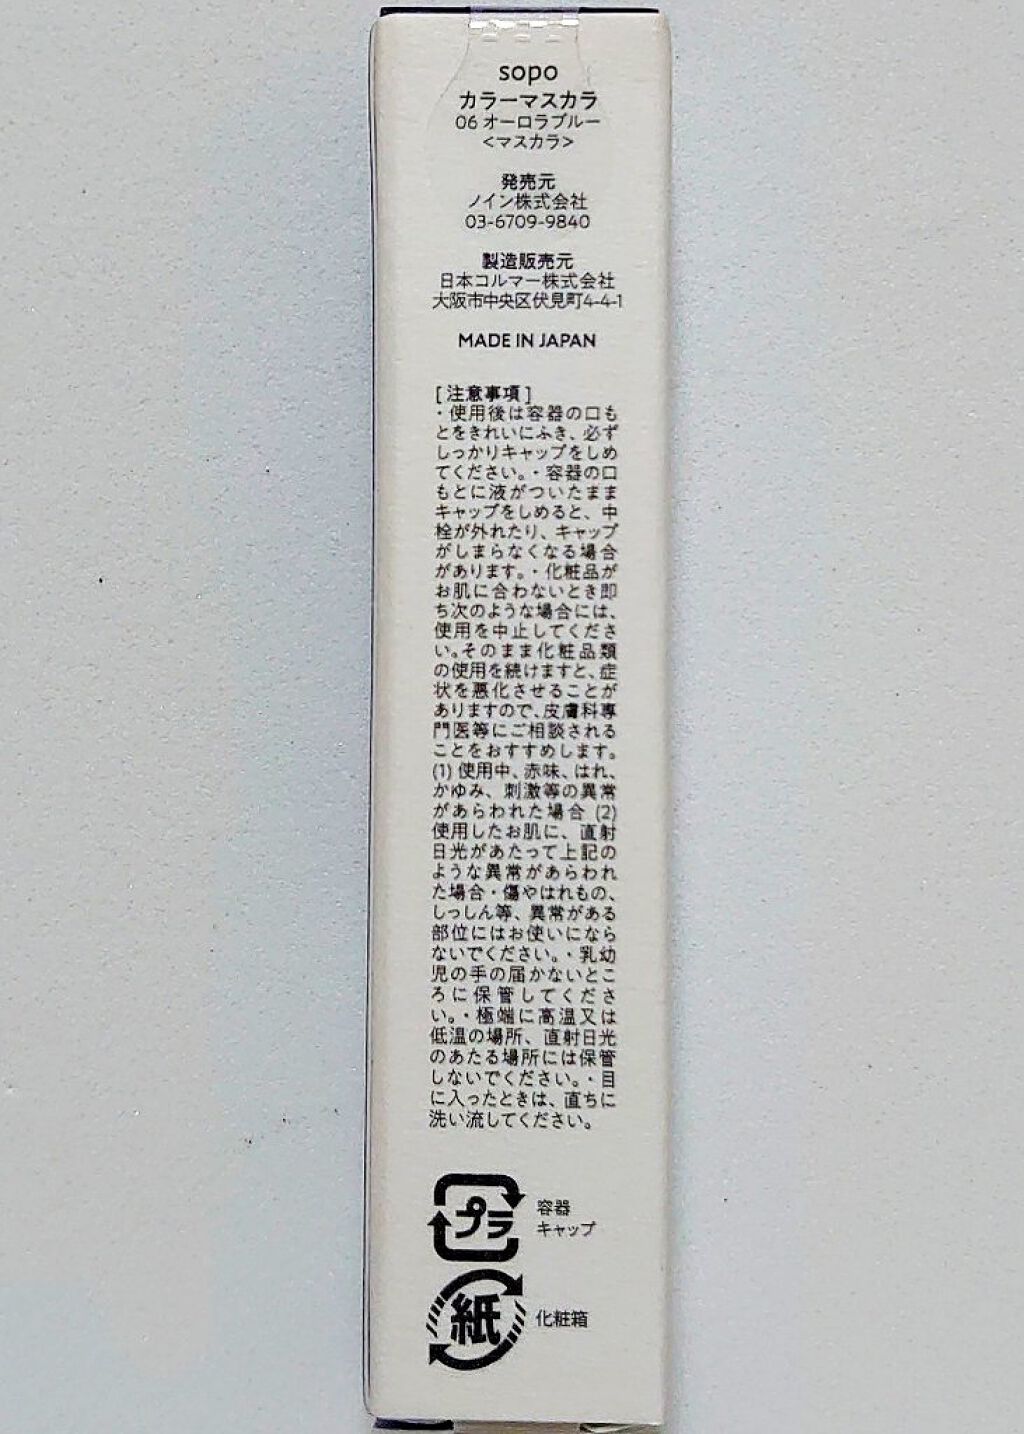 sopo
カラーマスカラ
06 オーロラブルー
<マスカラ>
発売元
ノイン株式会社
03-6709-9840
製造販売元
日本コルマー株式会社
大阪市中央区伏見町4-4-1
MADE IN JAPAN
[ 注意事項 ]
・使用後は容器の口も
とをきれいにふき、必ず
しっかりキャップをしめ
てください。・容器の口
もとに液がついたまま
キャップをしめると、中
栓が外れたり、キャップ
がしまらなくなる場合
があります。・化粧品が
お肌に合わないとき即
ち次のような場合には、
使用を中止してくださ
い。そのまま化粧品類
の使用を続けますと、症
状を悪化させることが
ありますので、皮膚科専
門医等にご相談される
ことをおすすめします。
(1) 使用中、赤味、はれ、
かゆみ、刺激等の異常
があらわれた場合 (2)
使用したお肌に、直射
日光があたって上記の
ような異常があらわれ
た場合・傷やはれもの、
しっしん等、異常がある
部位にはお使いになら
ないでください。・乳幼
児の手の届かないとこ
ろに保管してくださ
い。・極端に高温又は
低温の場所、直射日光
のあたる場所には保管
しないでください。・目
に入ったときは、直ちに
洗い流してください。
プラ
容器
キャップ
紙
化粧箱